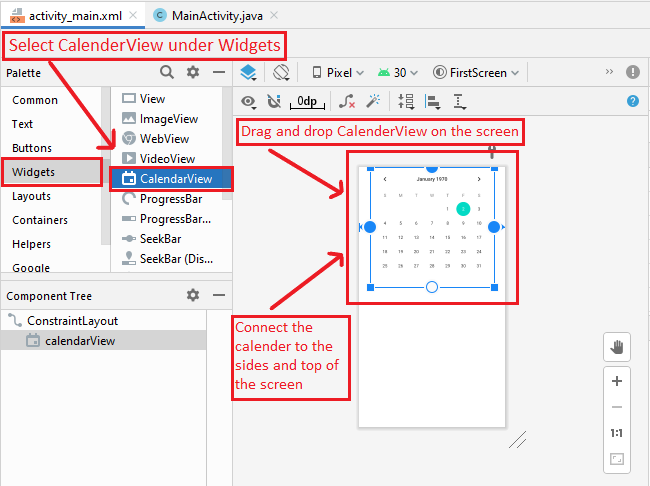 activity_main.xml
MainActivity.java
Select CalenderView under Widgets
Palette
Pixel
30
FirstScreen
Common
Text
Buttons
Widgets
Layouts
Containers
Helpers
Google
View
ImageView
WebView
VideoView
CalendarView
ProgressBar
ProgressBar...
SeekBar
SeekBar (Dis...
0dp
Drag and drop CalenderView on the screen
January 1970
S M T W T F S
1 2 3
4 5 6 7 8 9 10
11 12 13 14 15 16 17
18 19 20 21 22 23 24
25 26 27 28 29 30 31
Component Tree
ConstraintLayout
calendarView
Connect the
calender to the
sides and top of
the screen
1:1